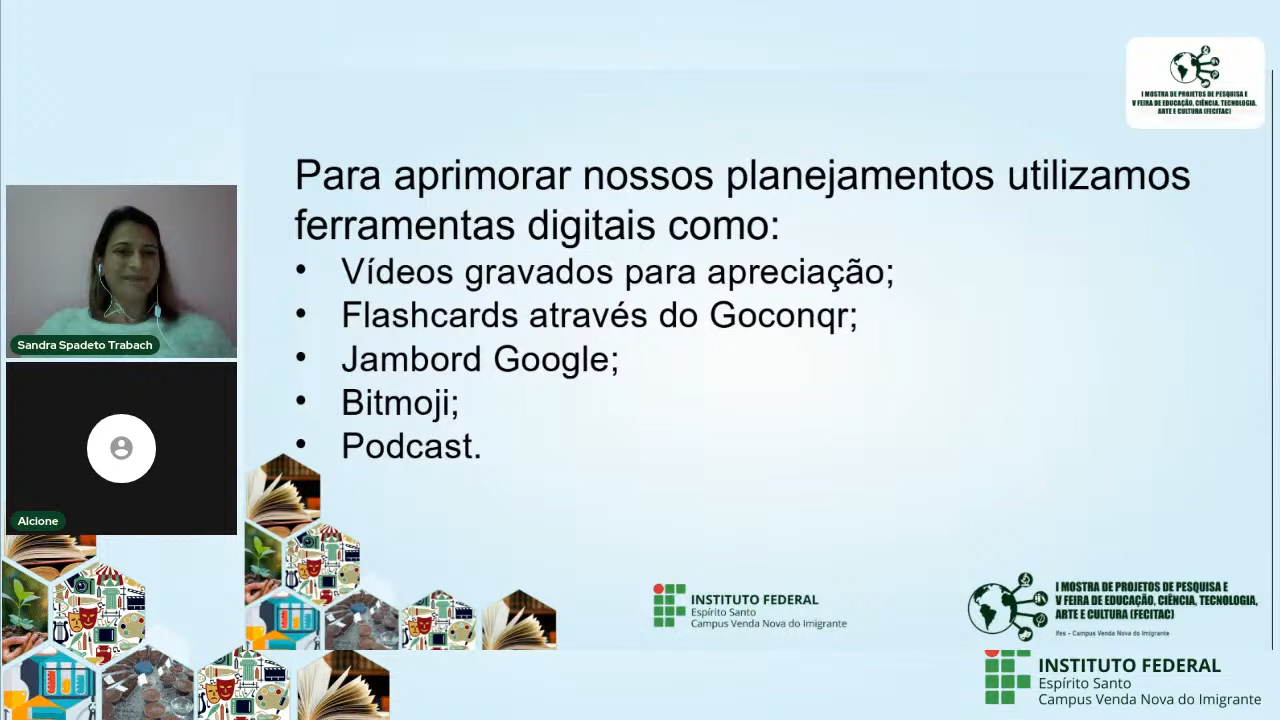 I MOSTRA DE PROJETOS DE PESQUISA E
V FEIRA DE EDUCAÇÃO, CIÊNCIA, TECNOLOGIA,
ARTE E CULTURA (FECITAC)
Para aprimorar nossos planejamentos utilizamos
ferramentas digitais como:
• Vídeos gravados para apreciação;
• Flashcards através do Goconqr;
• Jambord Google;
• Bitmoji;
• Podcast.
Sandra Spadeto Trabach
Alcione
INSTITUTO FEDERAL
Espírito Santo
Campus Venda Nova do Imigrante
I MOSTRA DE PROJETOS DE PESQUISA E
V FEIRA DE EDUCAÇÃO, CIÊNCIA, TECNOLOGIA,
ARTE E CULTURA (FECITAC)
Ifes - Campus Venda Nova do Imigrante
INSTITUTO FEDERAL
Espírito Santo
Campus Venda Nova do Imigrante